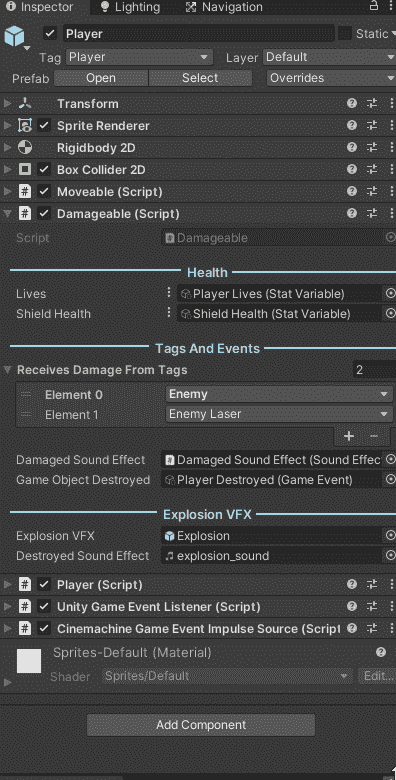 Inspector Lighting Navigation
Player Static
Tag Player Layer Default
Prefab Open Select Overrides
Transform
Sprite Renderer
Rigidbody 2D
Box Collider 2D
Moveable (Script)
Damageable (Script)
Script # Damageable
Health
Lives Player Lives (Stat Variable)
Shield Health Shield Health (Stat Variable)
Tags And Events
Receives Damage From Tags 2
Element 0 Enemy
Element 1 Enemy Laser
+ −
Damaged Sound Effect # Damaged Sound Effect (Sound Effec
Game Object Destroyed Player Destroyed (Game Event)
Explosion VFX
Explosion VFX Explosion
Destroyed Sound Effect explosion_sound
# Player (Script)
# Unity Game Event Listener (Script)
# Cinemachine Game Event Impulse Source (Script
Sprites-Default (Material)
Shader Sprites/Default Edit...
Add Component